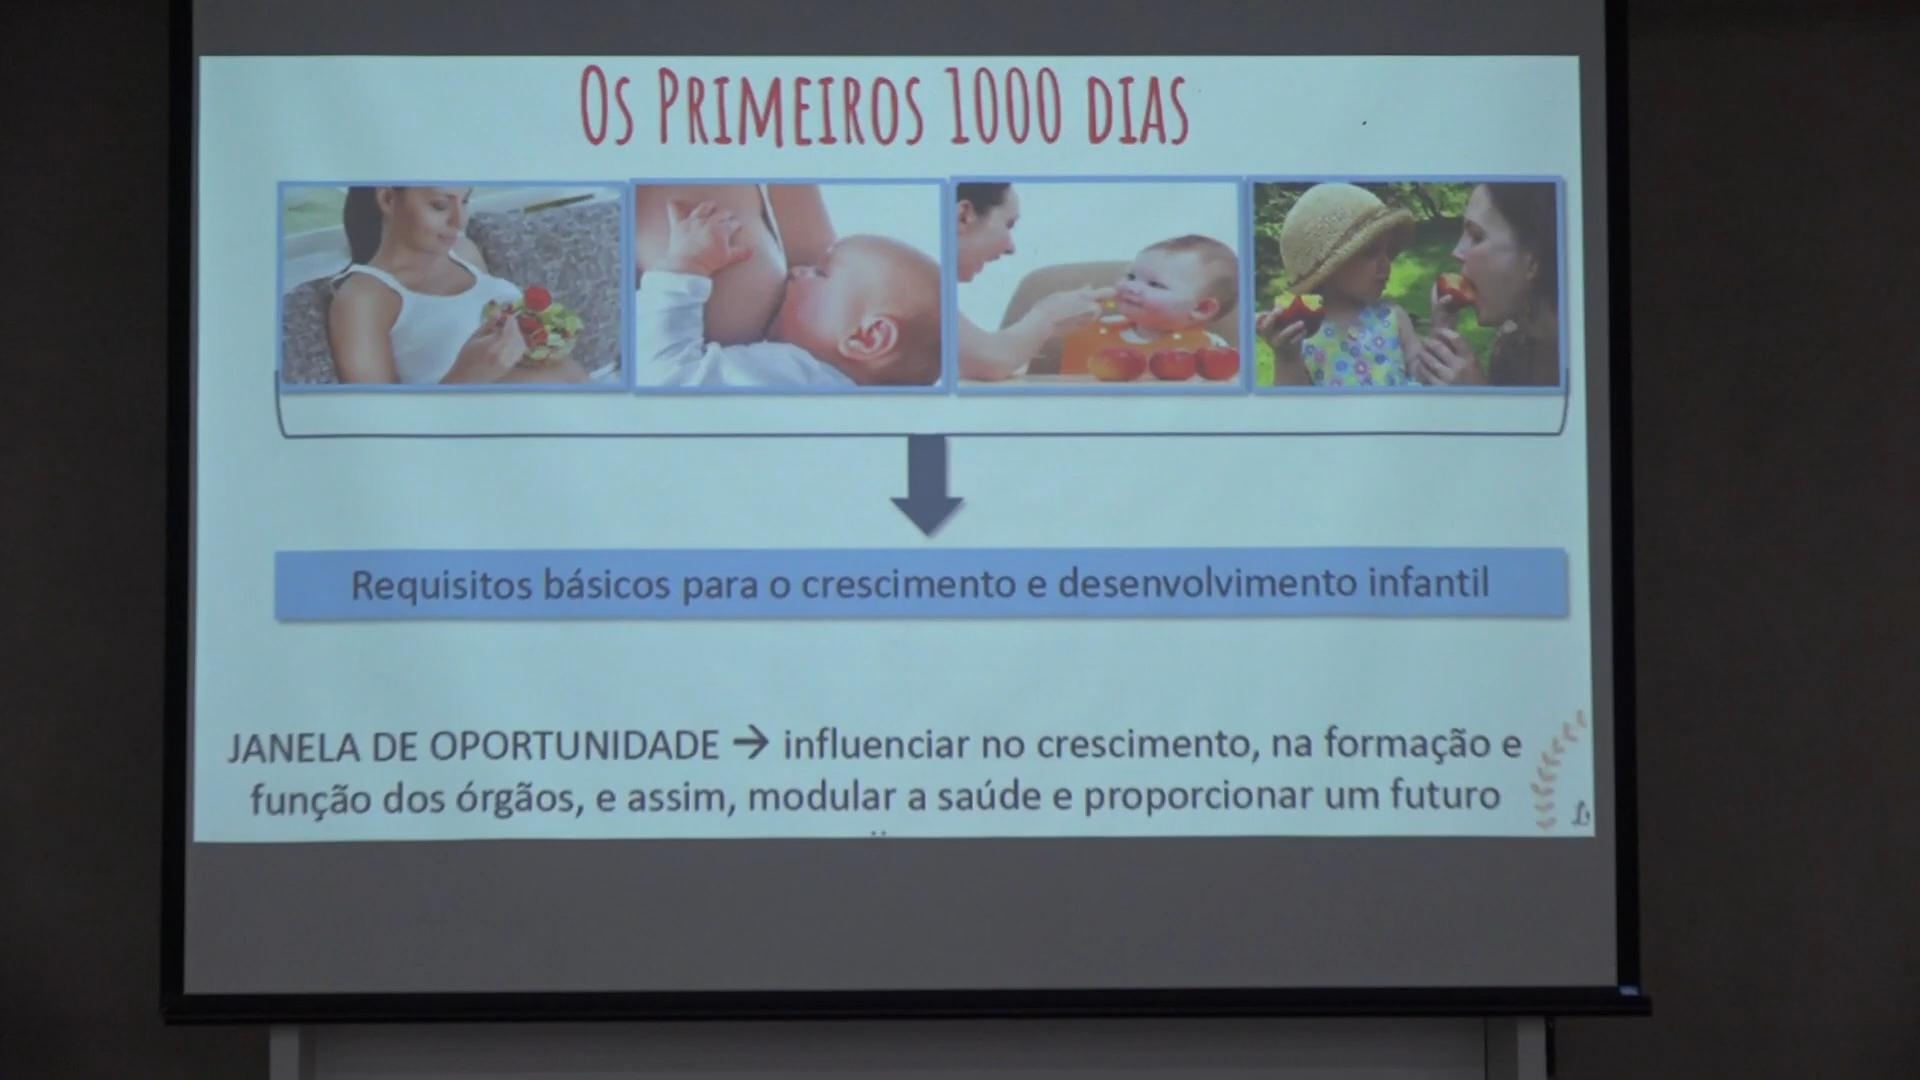 Os Primeiros 1000 dias
Requisitos básicos para o crescimento e desenvolvimento infantil
JANELA DE OPORTUNIDADE → influenciar no crescimento, na formação e
função dos órgãos, e assim, modular a saúde e proporcionar um futuro